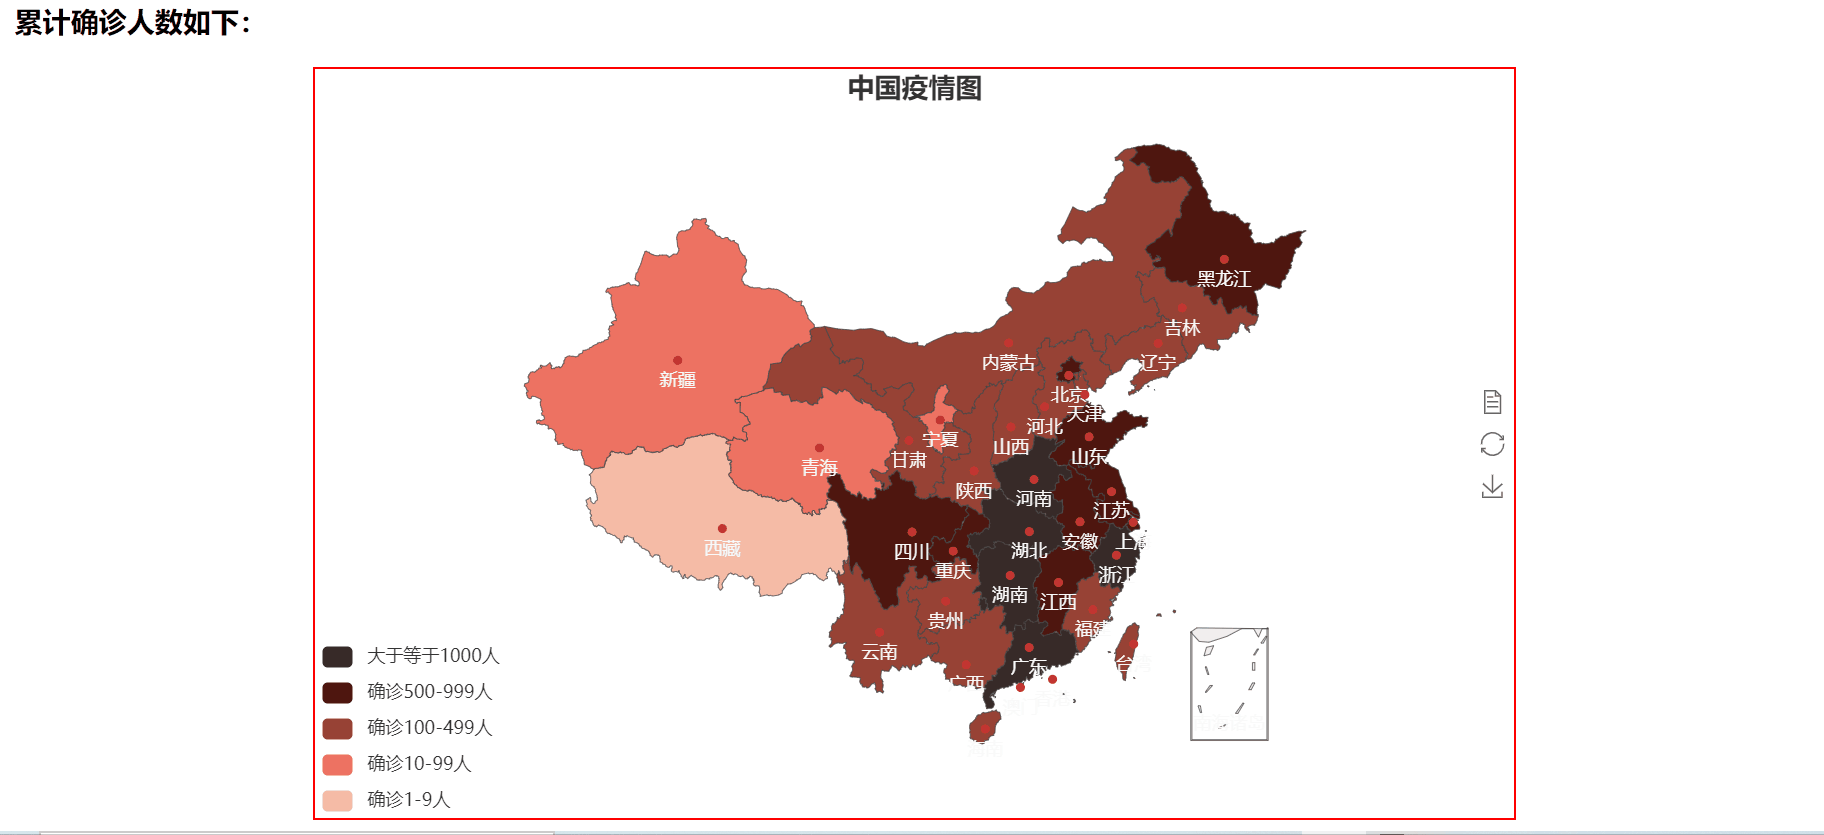 累计确诊人数如下：
中国疫情图
黑龙江
吉林
辽宁
内蒙古
新疆
北京
天津
河北
宁夏
山西
山东
甘肃
青海
陕西
河南
江苏
安徽
上海
四川
湖北
西藏
重庆
浙江
湖南
江西
贵州
福建
云南
台
广东
广西
大于等于1000人
确诊500-999人
确诊100-499人
确诊10-99人
确诊1-9人